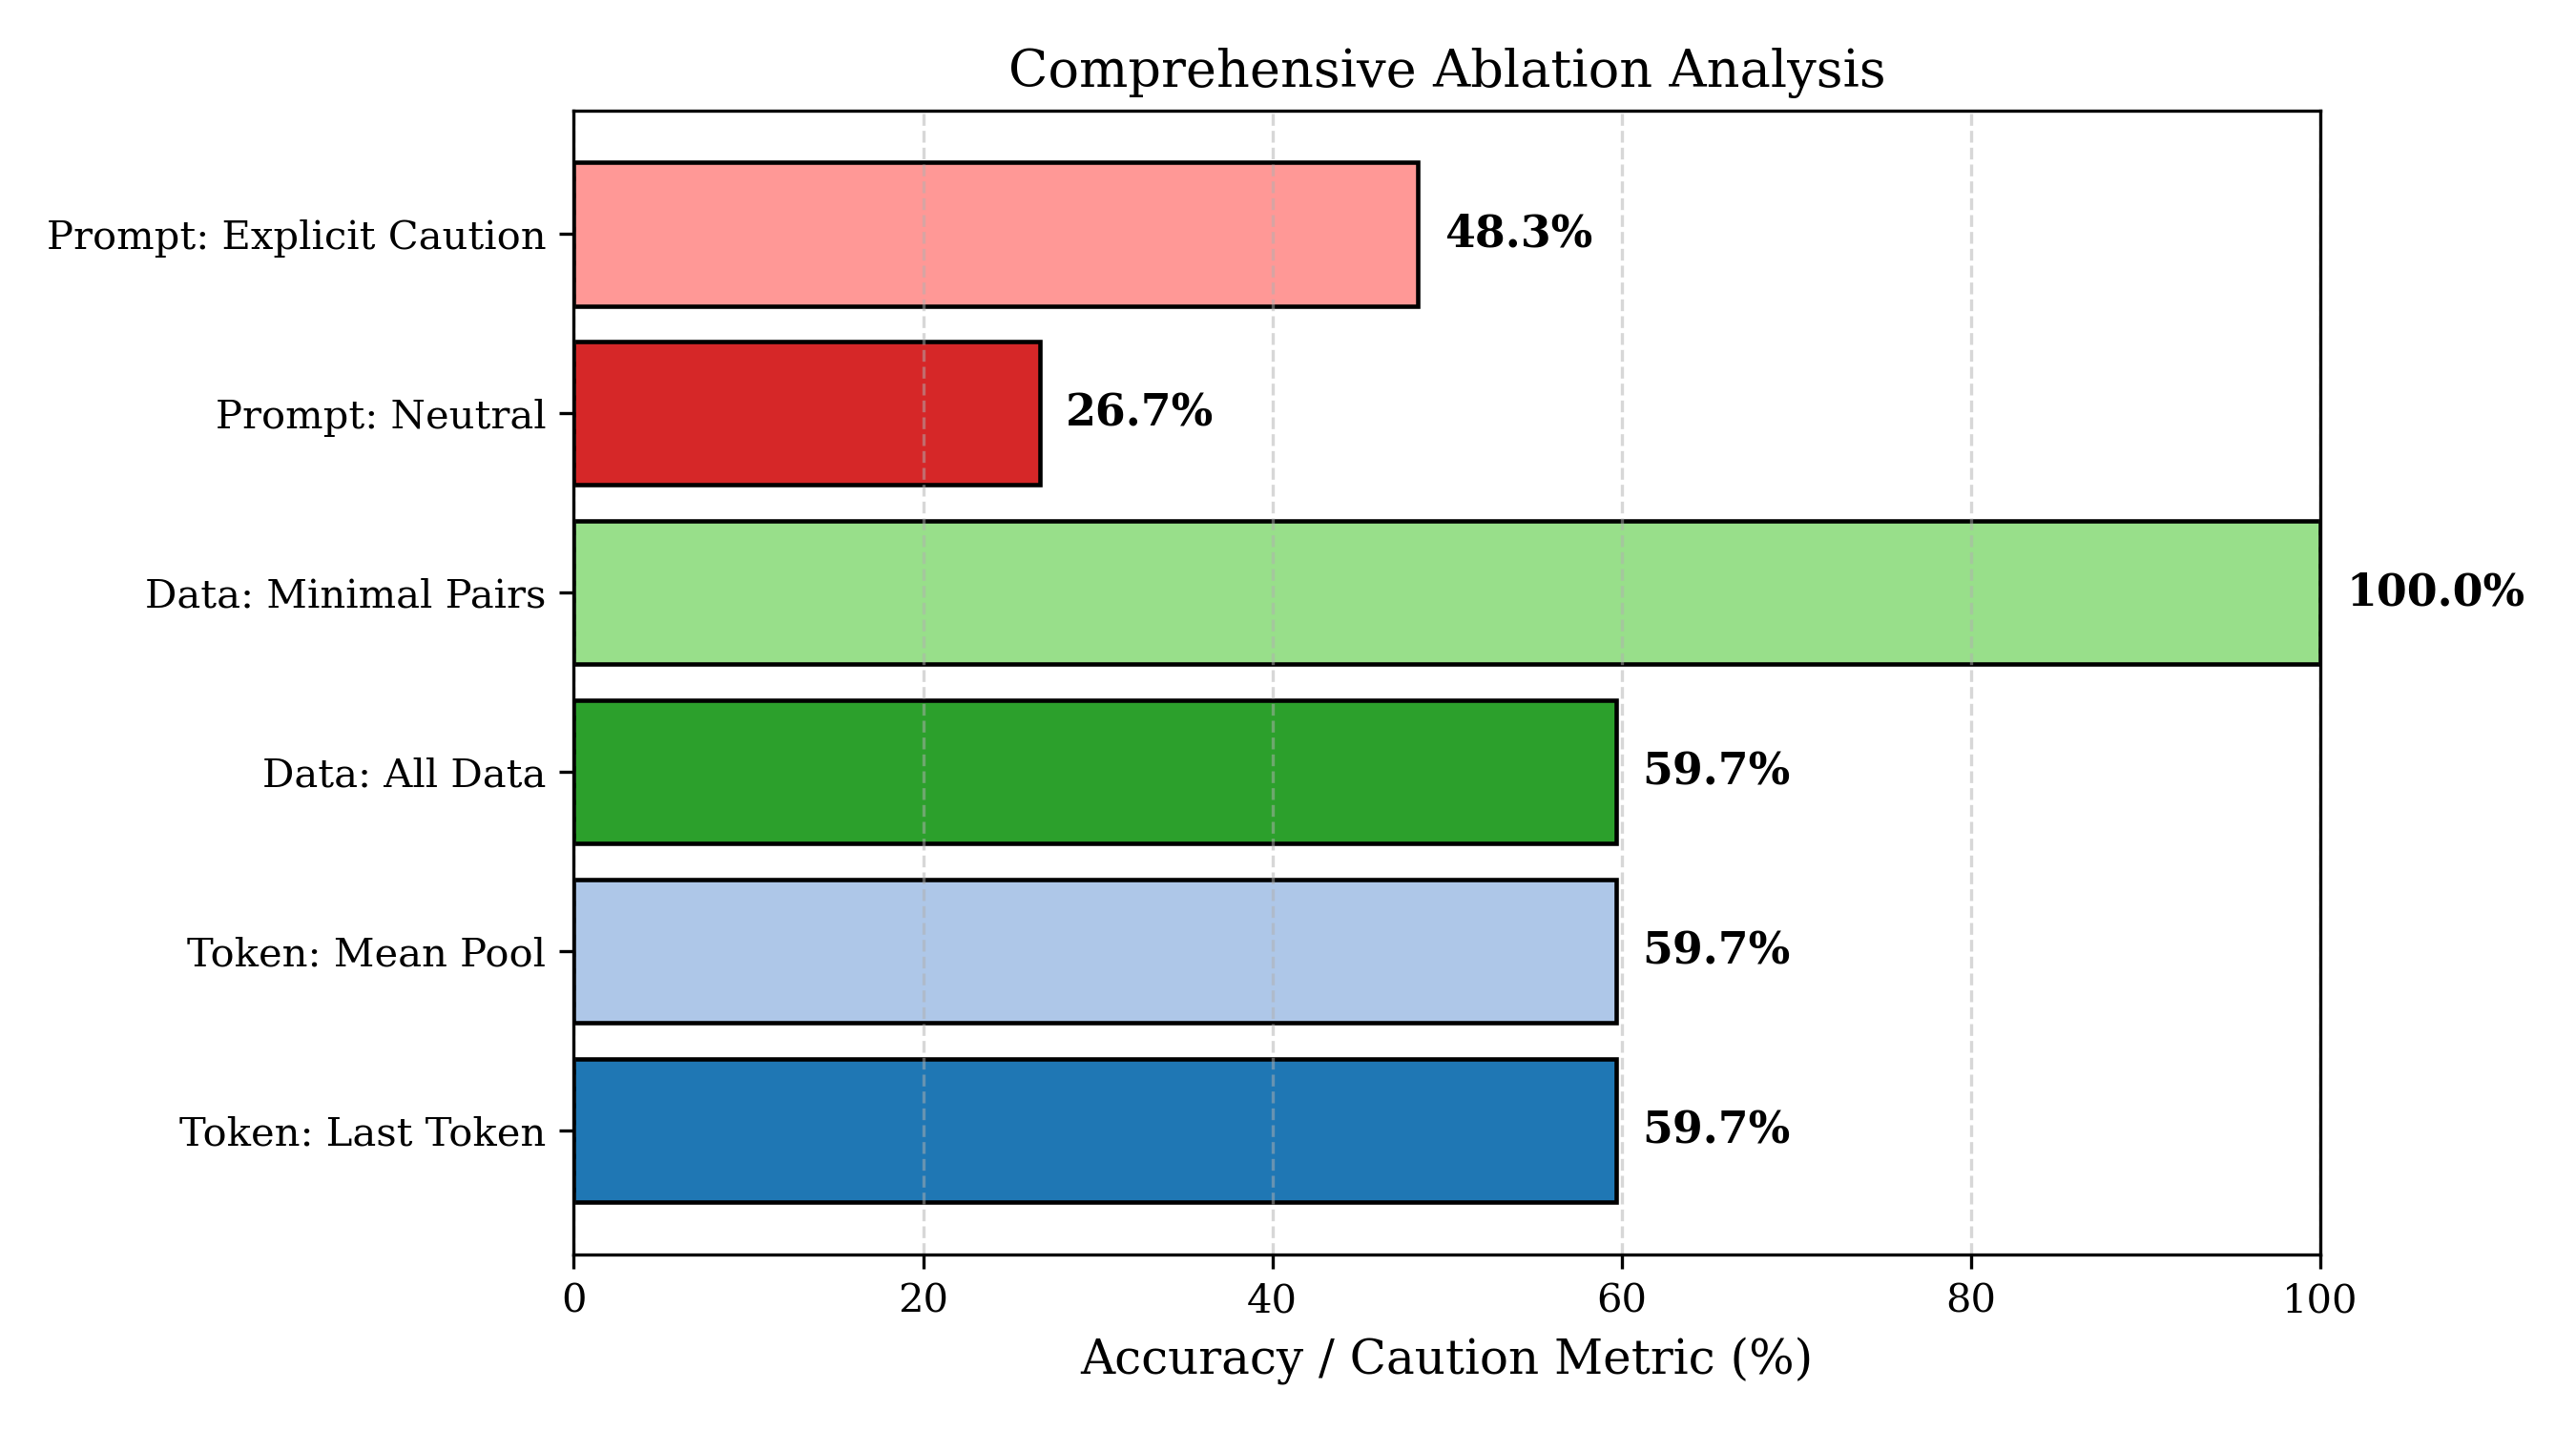 Comprehensive Ablation Analysis
Prompt: Explicit Caution
48.3%
Prompt: Neutral
26.7%
Data: Minimal Pairs
100.0%
Data: All Data
59.7%
Token: Mean Pool
59.7%
Token: Last Token
59.7%
0 20 40 60 80 100
Accuracy / Caution Metric (%)